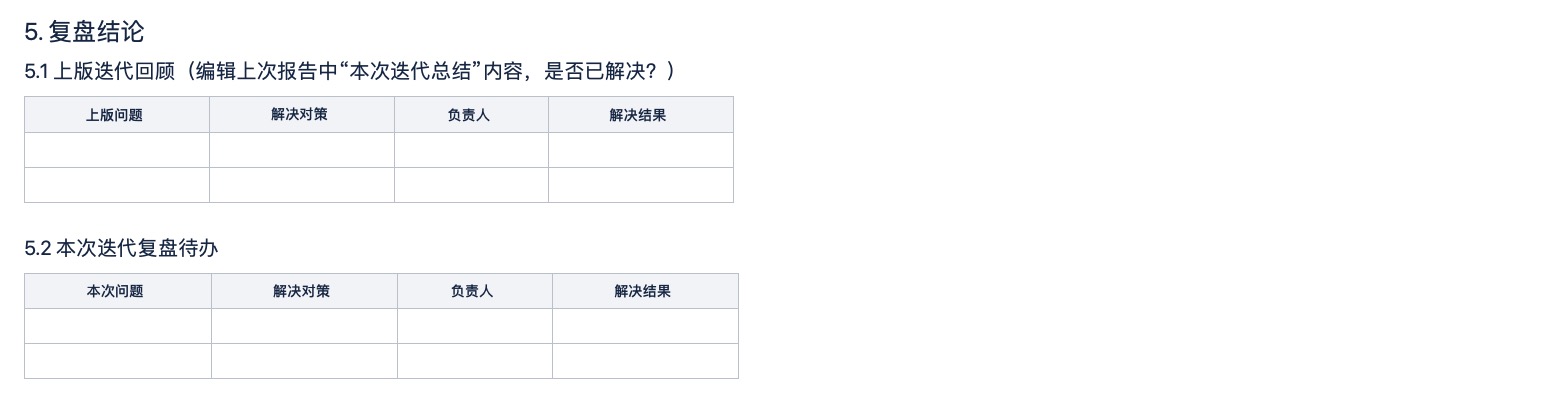 5. 复盘结论
5.1 上版迭代回顾（编辑上次报告中“本次迭代总结”内容，是否已解决？）
上版问题 解决对策 负责人 解决结果
5.2 本次迭代复盘待办
本次问题 解决对策 负责人 解决结果